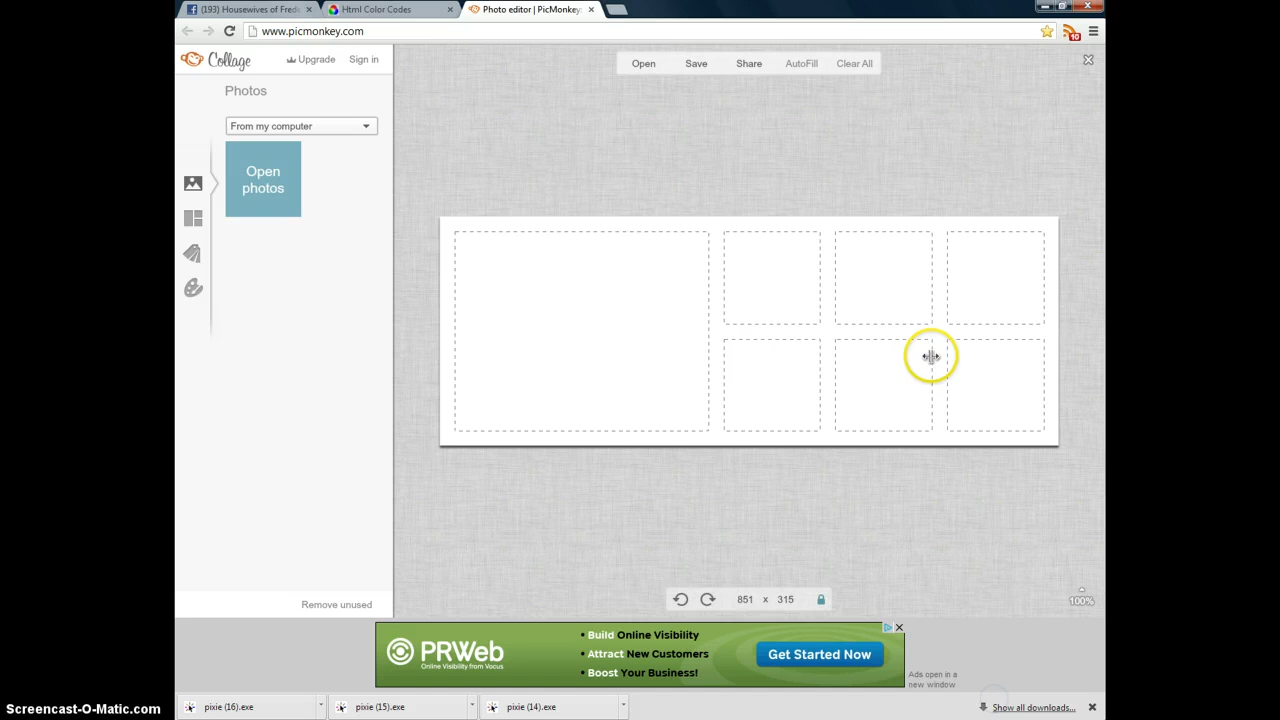 (193) Housewives of Frede
Html Color Codes
Photo editor | PicMonkey:
www.picmonkey.com
10
Collage
Upgrade
Sign in
Open
Save
Share
AutoFill
Clear All
Photos
From my computer
Open
photos
Remove unused
851 x 315
100%
PRWeb
Online Visibility from Vocus
• Build Online Visibility
• Attract New Customers
• Boost Your Business!
Get Started Now
Ads open in a
new window
pixie (16).exe
pixie (15).exe
pixie (14).exe
Show all downloads...
Screencast-O-Matic.com